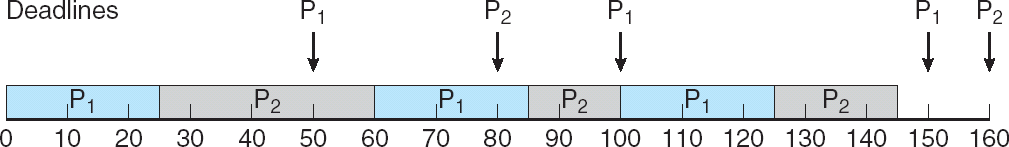 Deadlines P₁ P₂ P₁ P₁ P₂
P₁ P₂ P₁ P₂ P₁ P₂
0 10 20 30 40 50 60 70 80 90 100 110 120 130 140 150 160